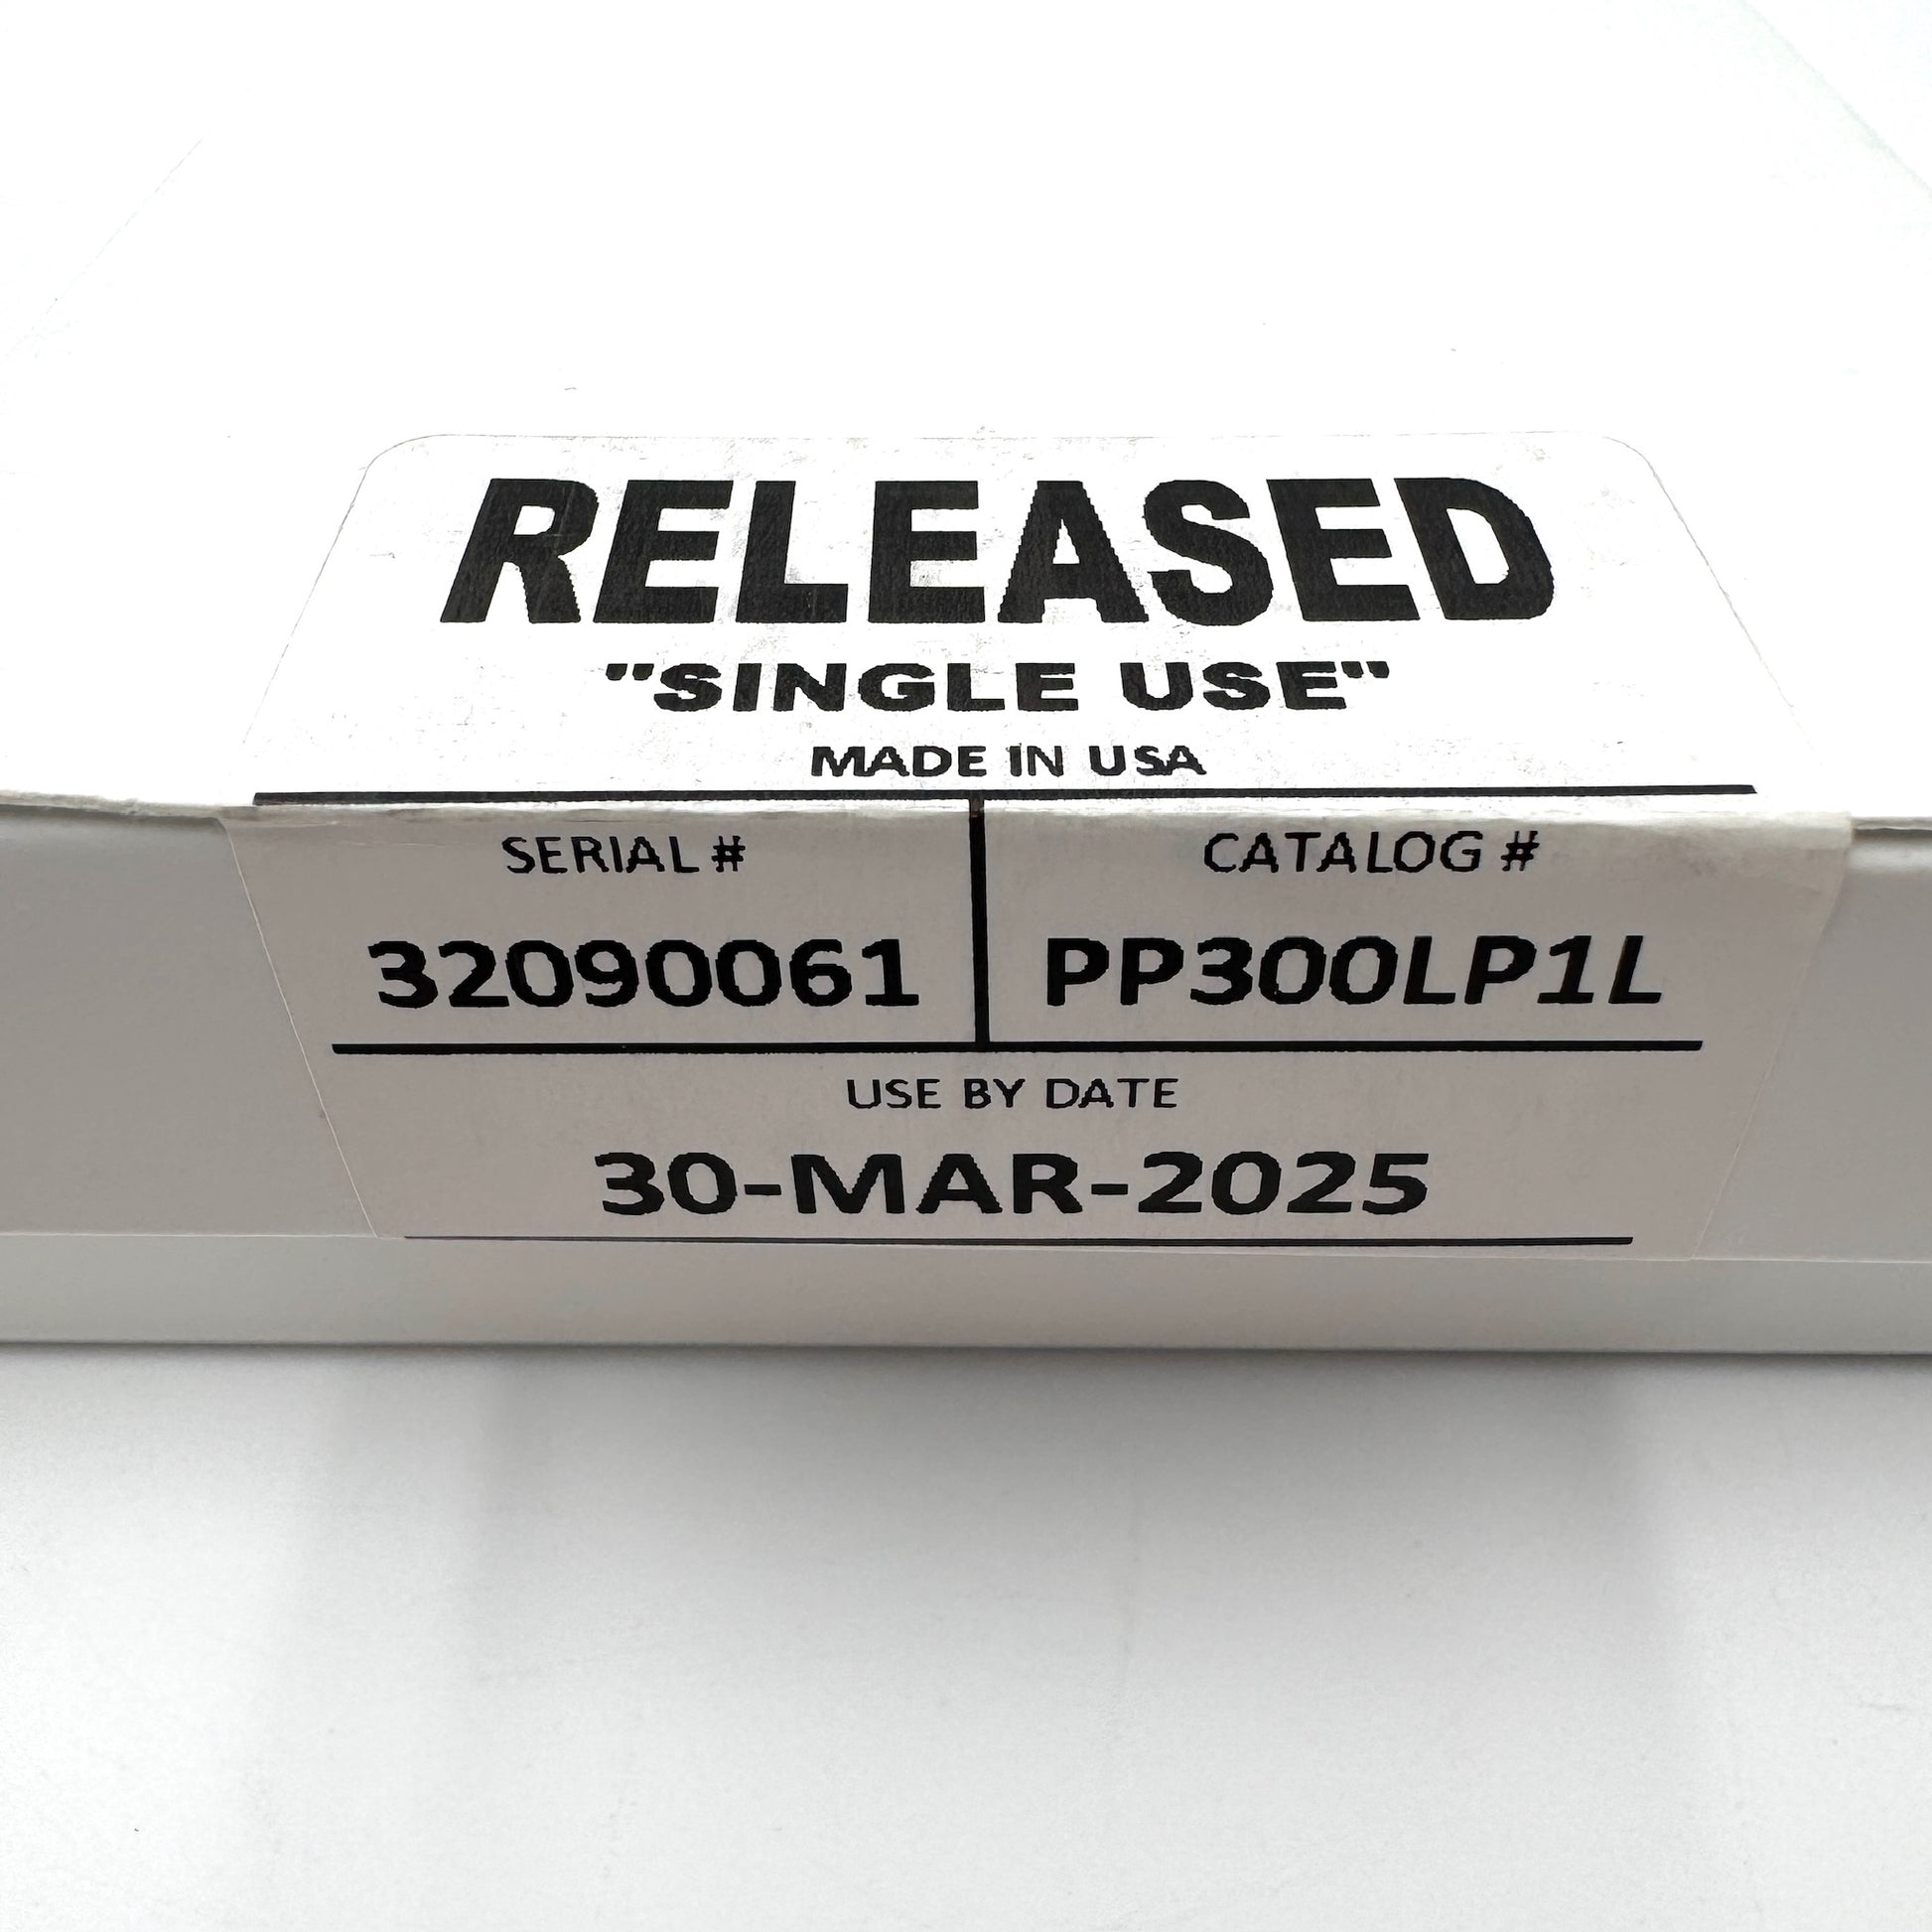 RELEASED
"SINGLE USE"
MADE IN USA
SERIAL # CATALOG #
32090061 PP300LP1L
USE BY DATE
30-MAR-2025